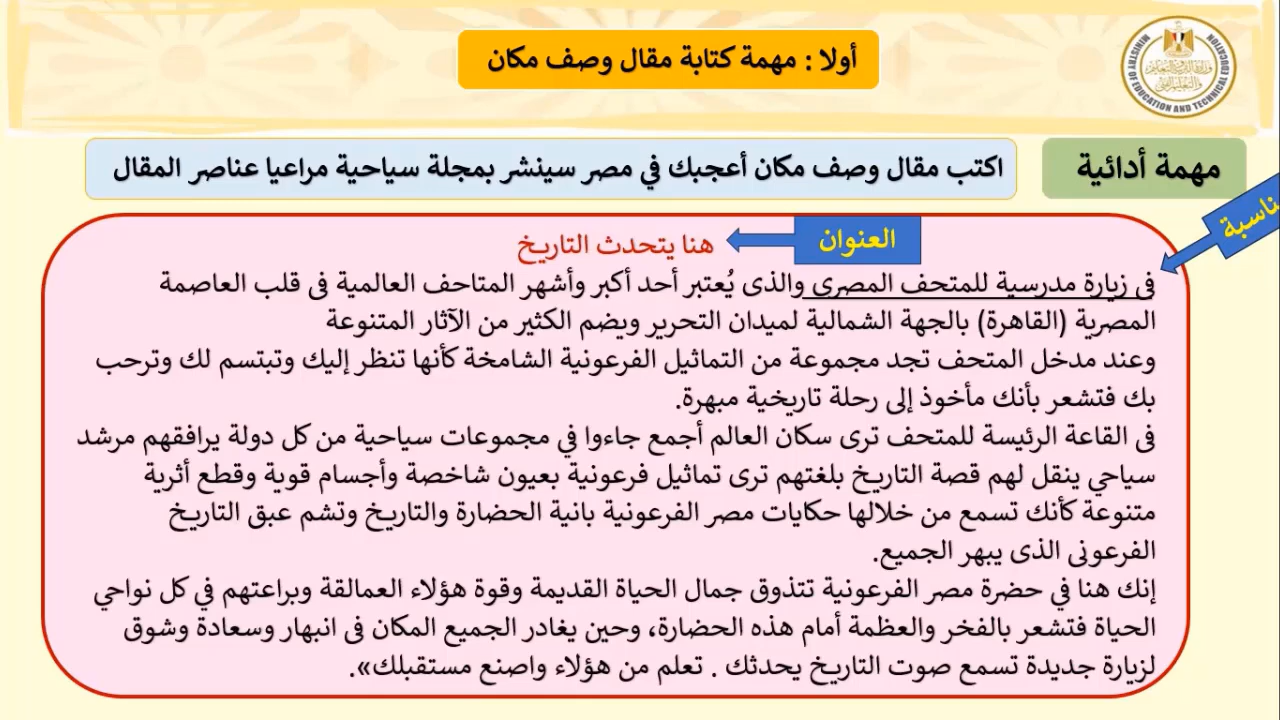 أولا : مهمة كتابة مقال وصف مكان
MINISTRY OF EDUCATION AND TECHNICAL EDUCATION
مهمة أدائية
اكتب مقال وصف مكان أعجبك في مصر سينشر بمجلة سياحية مراعيا عناصر المقال
العنوان
هنا يتحدث التاريخ
فى زيارة مدرسية للمتحف المصرى والذى يُعتبر أحد أكبر وأشهر المتاحف العالمية فى قلب العاصمة
المصرية (القاهرة) بالجهة الشمالية لميدان التحرير ويضم الكثير من الآثار المتنوعة
وعند مدخل المتحف تجد مجموعة من التماثيل الفرعونية الشامخة كأنها تنظر إليك وتبتسم لك وترحب
بك فتشعر بأنك مأخوذ إلى رحلة تاريخية مبهرة.
فى القاعة الرئيسة للمتحف ترى سكان العالم أجمع جاءوا في مجموعات سياحية من كل دولة يرافقهم مرشد
سياحي ينقل لهم قصة التاريخ بلغتهم ترى تماثيل فرعونية بعيون شاخصة وأجسام قوية وقطع أثرية
متنوعة كأنك تسمع من خلالها حكايات مصر الفرعونية بانية الحضارة والتاريخ وتشم عبق التاريخ
الفرعونى الذى يبهر الجميع.
إنك هنا في حضرة مصر الفرعونية تتذوق جمال الحياة القديمة وقوة هؤلاء العمالقة وبراعتهم في كل نواحي
الحياة فتشعر بالفخر والعظمة أمام هذه الحضارة، وحين يغادر الجميع المكان فى انبهار وسعادة وشوق
لزيارة جديدة تسمع صوت التاريخ يحدثك . تعلم من هؤلاء واصنع مستقبلك».